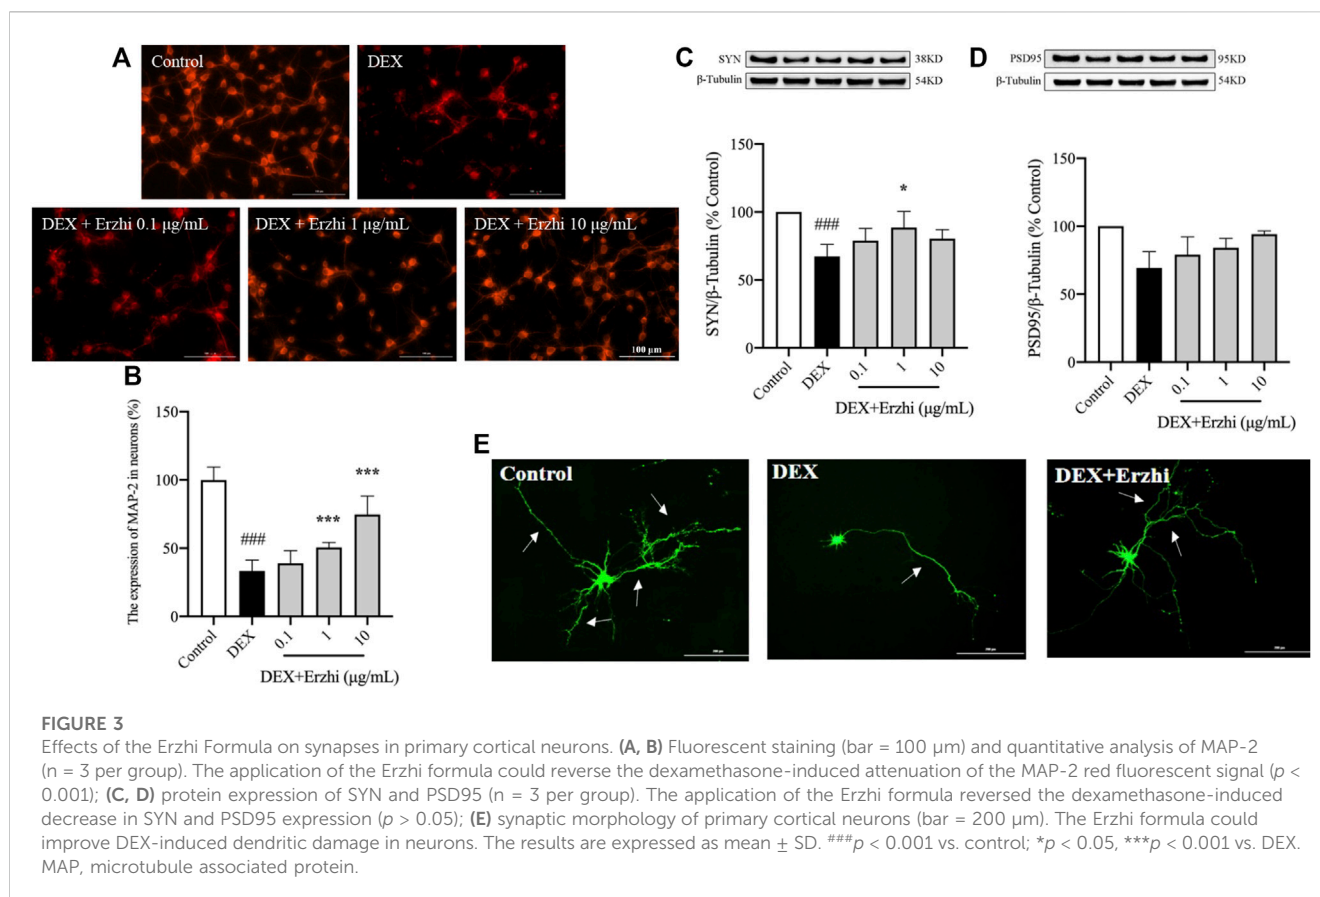 A
Control
DEX
DEX + Erzhi 0.1 μg/mL
DEX + Erzhi 1 μg/mL
DEX + Erzhi 10 μg/mL
100 μm
B
The expression of MAP-2 in neurons (%)
150
100
50
0
###
***
***
Control
DEX
0.1
1
10
DEX+Erzhi (μg/mL)
C
SYN
38KD
β-Tubulin
54KD
SYN/β-Tubulin (% Control)
150
100
50
0
###
*
Control
DEX
0.1
1
10
DEX+Erzhi (μg/mL)
D
PSD95
95KD
β-Tubulin
54KD
PSD95/β-Tubulin (% Control)
150
100
50
0
Control
DEX
0.1
1
10
DEX+Erzhi (μg/mL)
E
Control
DEX
DEX+Erzhi
FIGURE 3
Effects of the Erzhi Formula on synapses in primary cortical neurons. (A, B) Fluorescent staining (bar = 100 μm) and quantitative analysis of MAP-2
(n = 3 per group). The application of the Erzhi formula could reverse the dexamethasone-induced attenuation of the MAP-2 red fluorescent signal (p <
0.001); (C, D) protein expression of SYN and PSD95 (n = 3 per group). The application of the Erzhi formula reversed the dexamethasone-induced
decrease in SYN and PSD95 expression (p > 0.05); (E) synaptic morphology of primary cortical neurons (bar = 200 μm). The Erzhi formula could
improve DEX-induced dendritic damage in neurons. The results are expressed as mean ± SD. ###p < 0.001 vs. control; *p < 0.05, ***p < 0.001 vs. DEX.
MAP, microtubule associated protein.